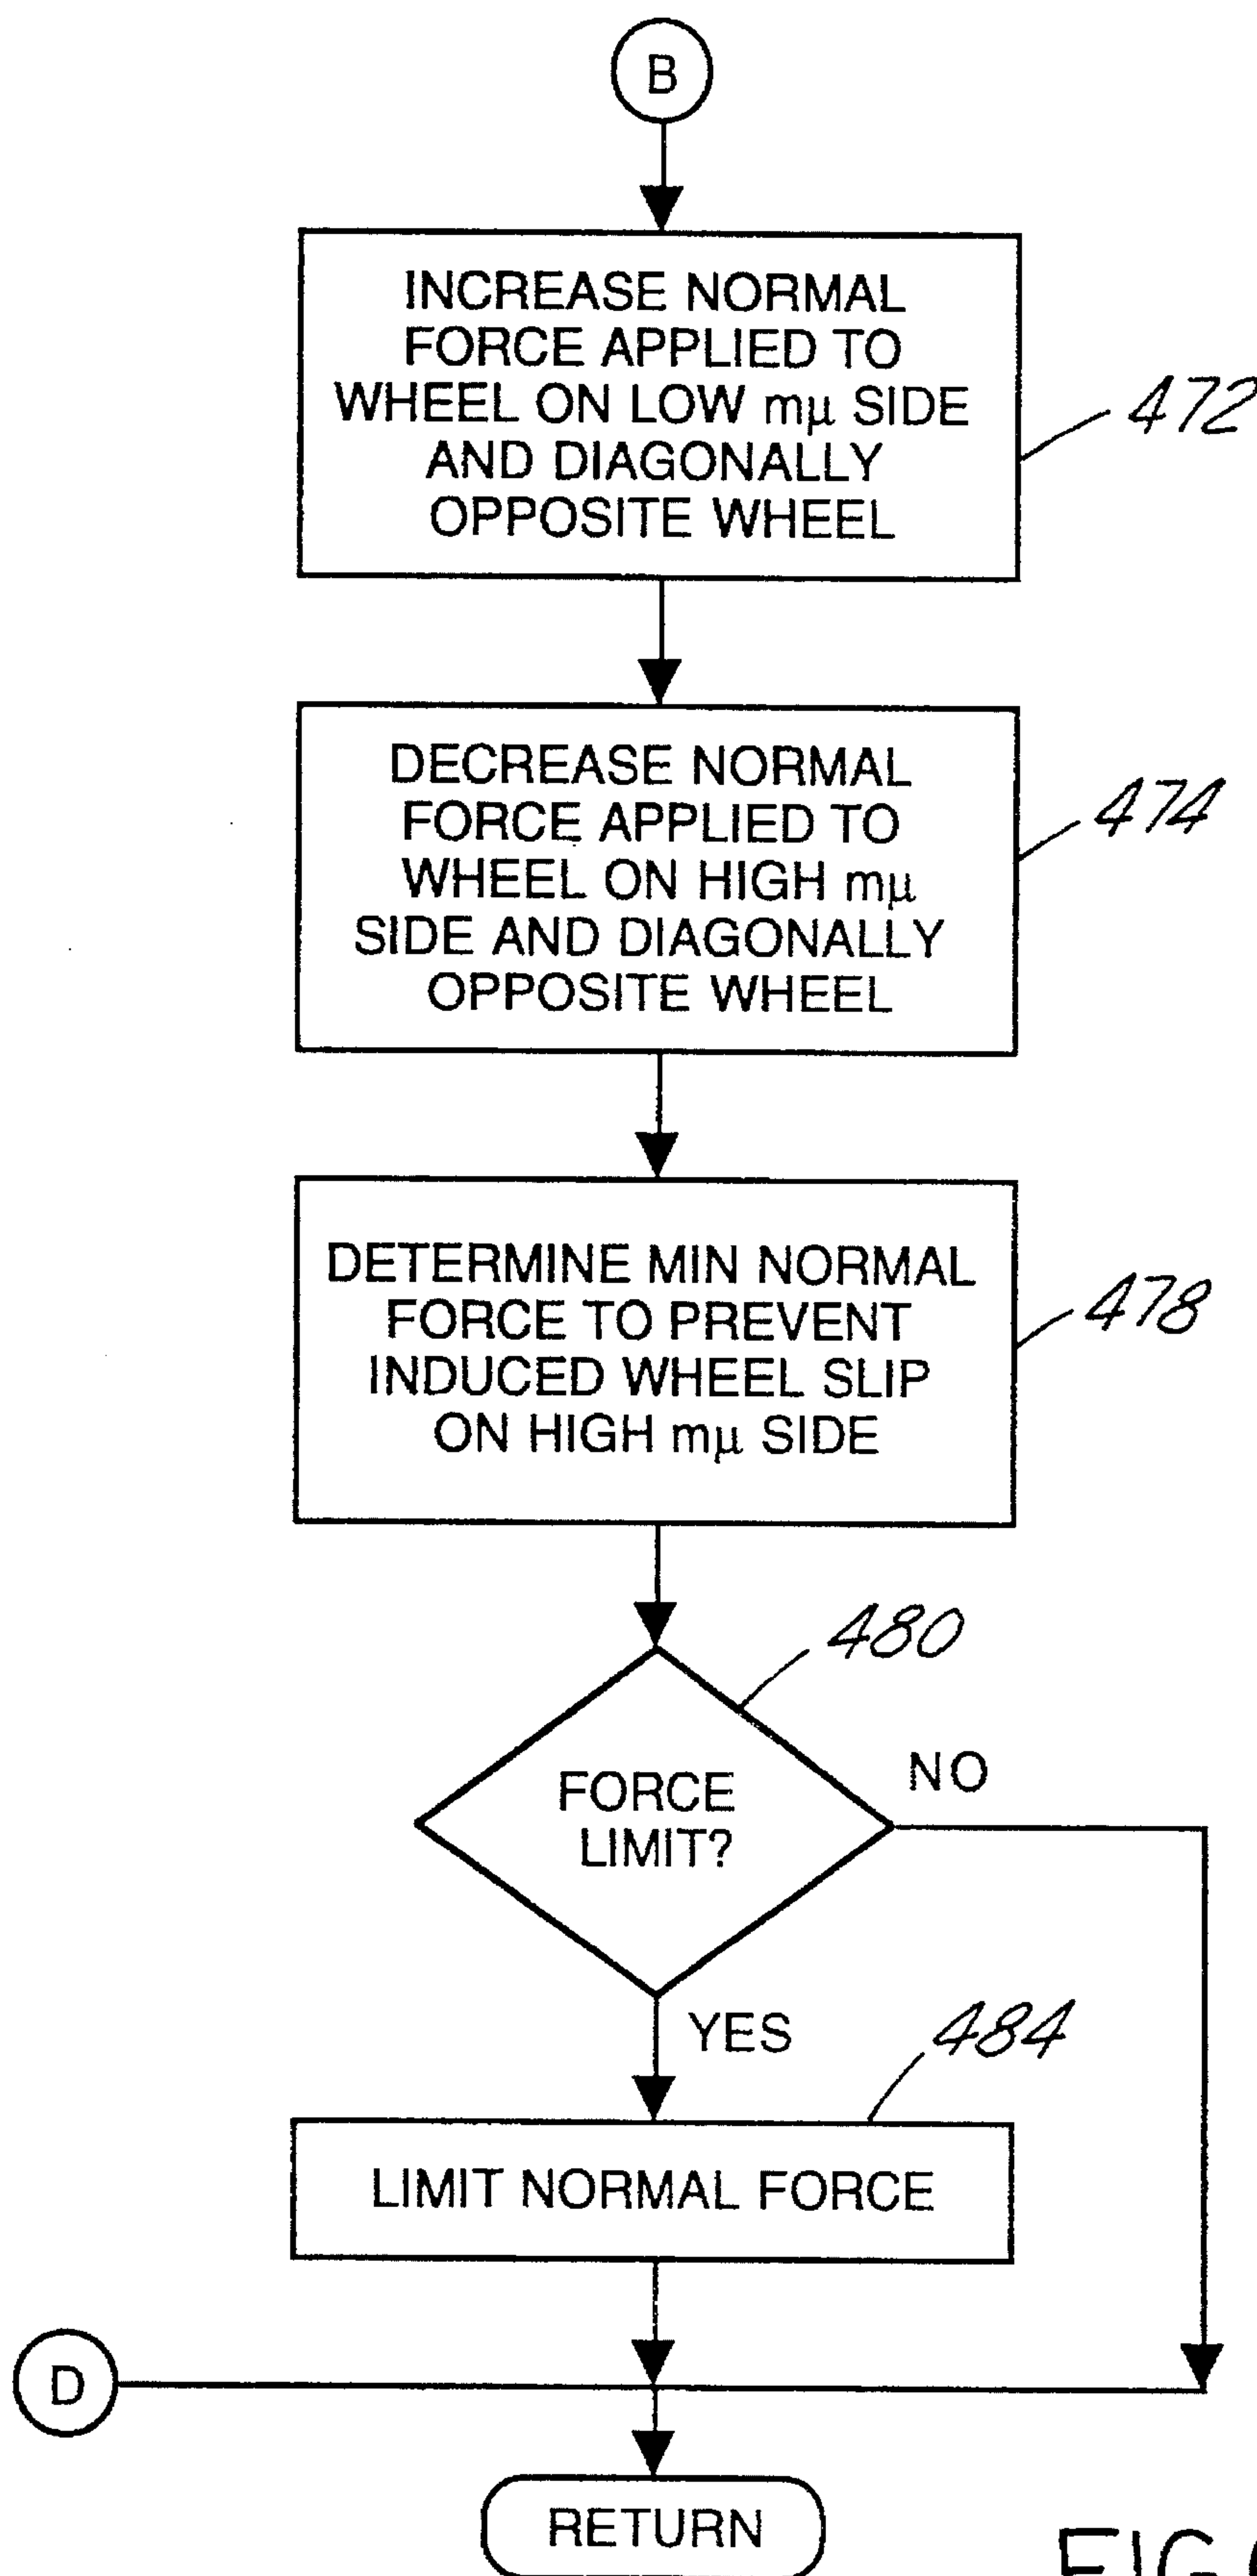 B
INCREASE NORMAL
FORCE APPLIED TO
WHEEL ON LOW mμ SIDE
AND DIAGONALLY
OPPOSITE WHEEL
472
DECREASE NORMAL
FORCE APPLIED TO
WHEEL ON HIGH mμ
SIDE AND DIAGONALLY
OPPOSITE WHEEL
474
DETERMINE MIN NORMAL
FORCE TO PREVENT
INDUCED WHEEL SLIP
ON HIGH mμ SIDE
478
480
FORCE
LIMIT?
NO
YES
484
LIMIT NORMAL FORCE
D
RETURN